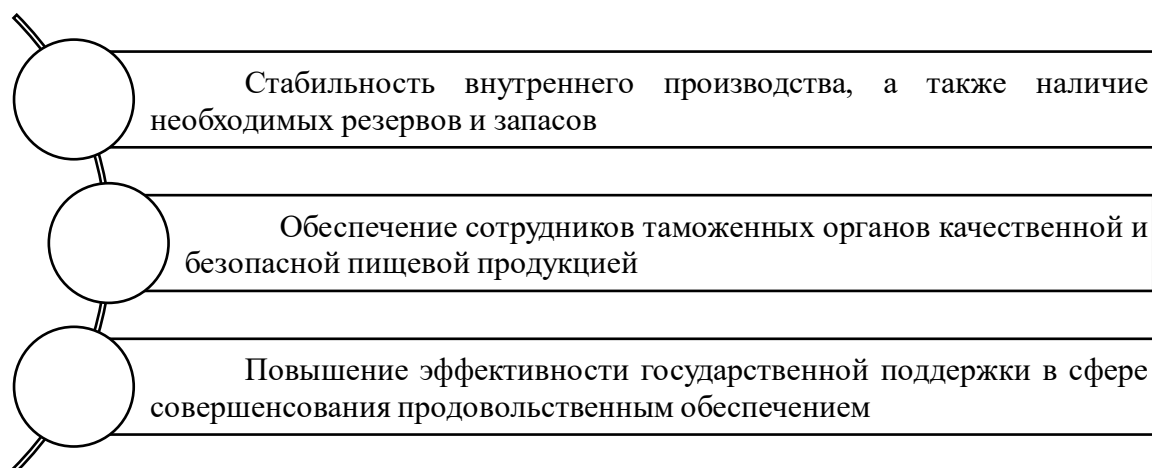 Стабильность внутреннего производства, а также наличие
необходимых резервов и запасов
Обеспечение сотрудников таможенных органов качественной и
безопасной пищевой продукцией
Повышение эффективности государственной поддержки в сфере
совершенсования продовольственным обеспечением